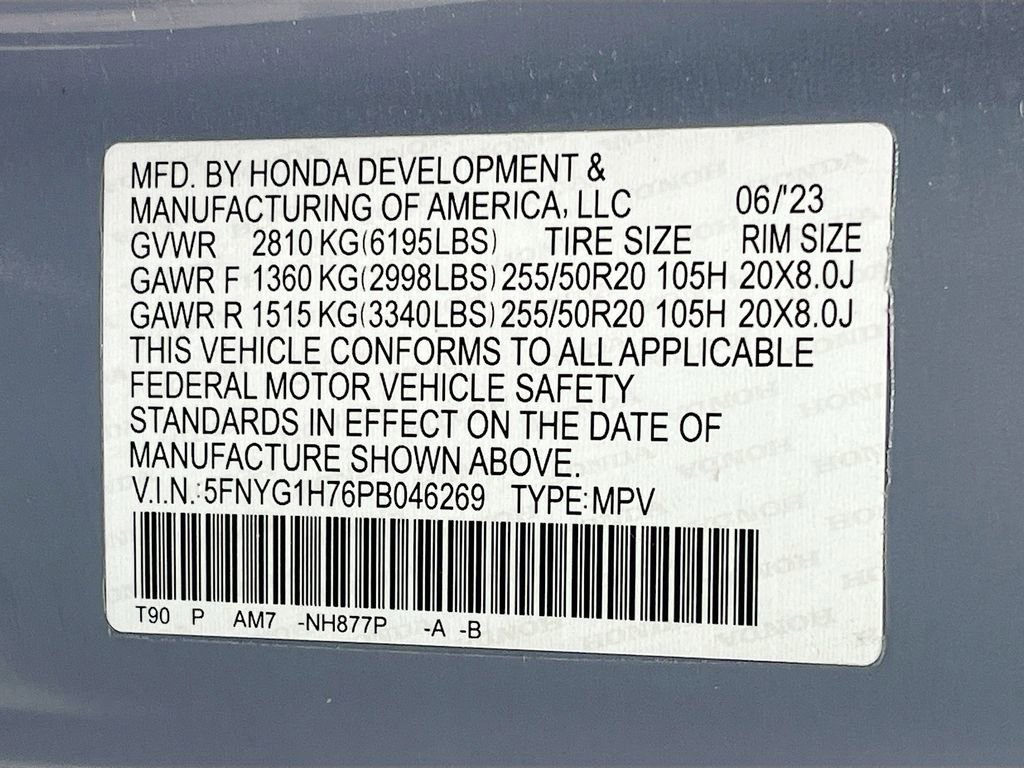 MFD. BY HONDA DEVELOPMENT &
MANUFACTURING OF AMERICA, LLC 06/'23
GVWR 2810 KG(6195LBS) TIRE SIZE RIM SIZE
GAWR F 1360 KG(2998LBS) 255/50R20 105H 20X8.0J
GAWR R 1515 KG(3340LBS) 255/50R20 105H 20X8.0J
THIS VEHICLE CONFORMS TO ALL APPLICABLE
FEDERAL MOTOR VEHICLE SAFETY
STANDARDS IN EFFECT ON THE DATE OF
MANUFACTURE SHOWN ABOVE.
V.I.N.: 5FNYG1H76PB046269 TYPE: MPV
T90 P AM7 -NH877P -A -B